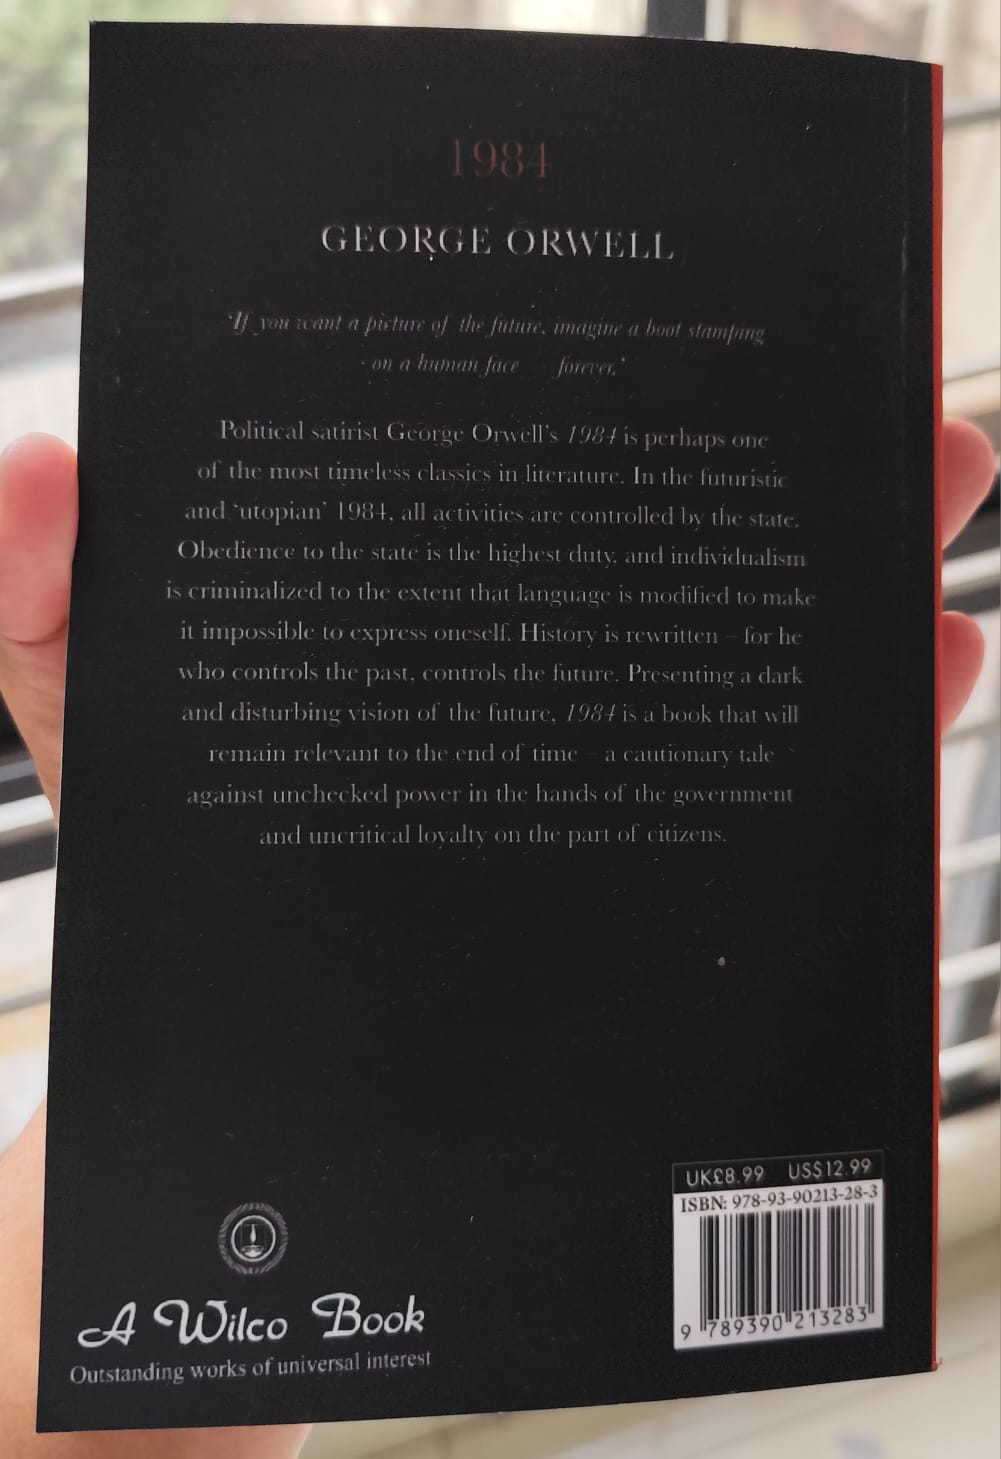 1984
GEORGE ORWELL
'If you want a picture of the future, imagine a boot stamping
on a human face — forever.'
Political satirist George Orwell's 1984 is perhaps one
of the most timeless classics in literature. In the futuristic
and 'utopian' 1984, all activities are controlled by the state.
Obedience to the state is the highest duty, and individualism
is criminalized to the extent that language is modified to make
it impossible to express oneself. History is rewritten – for he
who controls the past, controls the future. Presenting a dark
and disturbing vision of the future, 1984 is a book that will
remain relevant to the end of time – a cautionary tale
against unchecked power in the hands of the government
and uncritical loyalty on the part of citizens.
UK£8.99 US$12.99
ISBN: 978-93-90213-28-3
9 789390 213283
A Wilco Book
Outstanding works of universal interest